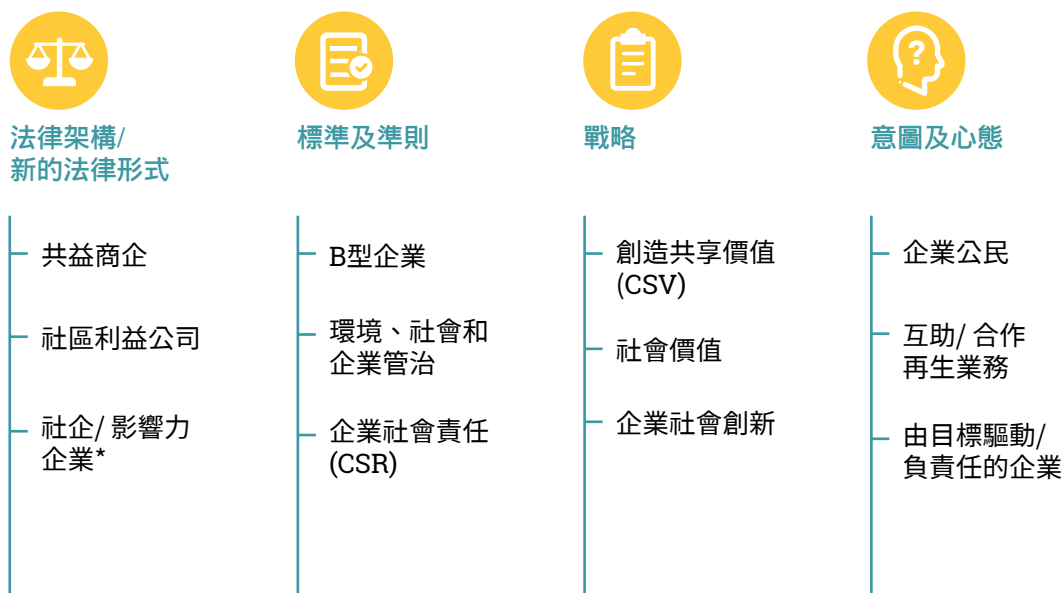 法律架構/
新的法律形式
共益商企
社區利益公司
社企/ 影響力
企業*
標準及準則
B型企業
環境、社會和
企業管治
企業社會責任
(CSR)
戰略
創造共享價值
(CSV)
社會價值
企業社會創新
意圖及心態
企業公民
互助/ 合作
再生業務
由目標驅動/
負責任的企業